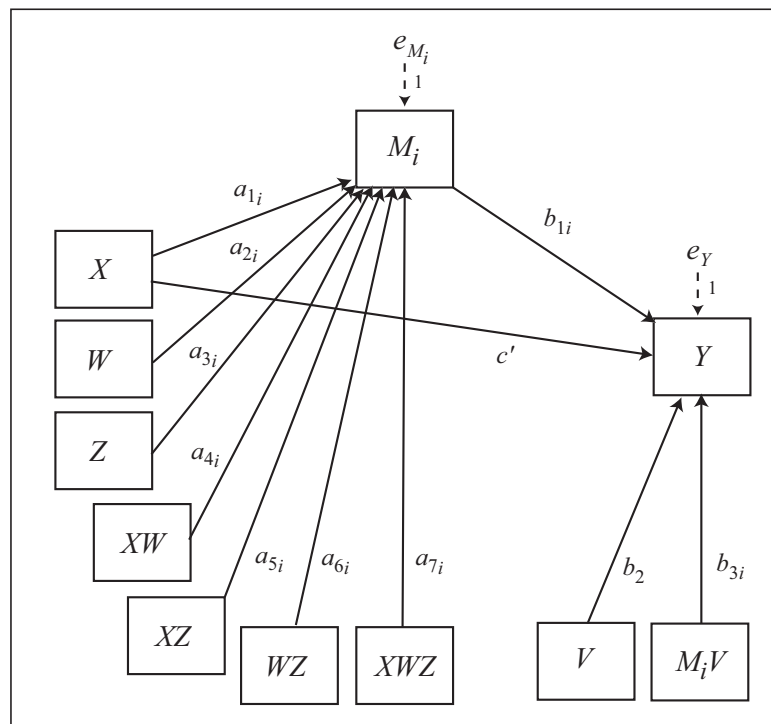 e_{M_i}
1
M_i
a_{1i}
b_{1i}
X
a_{2i}
e_Y
1
W
a_{3i}
c'
Y
Z
a_{4i}
XW
a_{5i}
a_{6i}
a_{7i}
b_2
b_{3i}
XZ
WZ
XWZ
V
M_iV